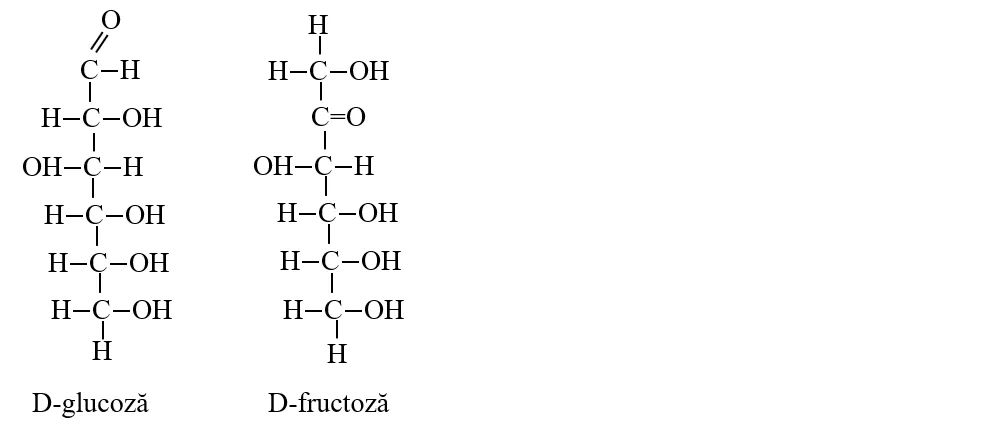 O H
C–H H–C–OH
H–C–OH C=O
OH–C–H OH–C–H
H–C–OH H–C–OH
H–C–OH H–C–OH
H–C–OH H–C–OH
H H
D-glucoză D-fructoză